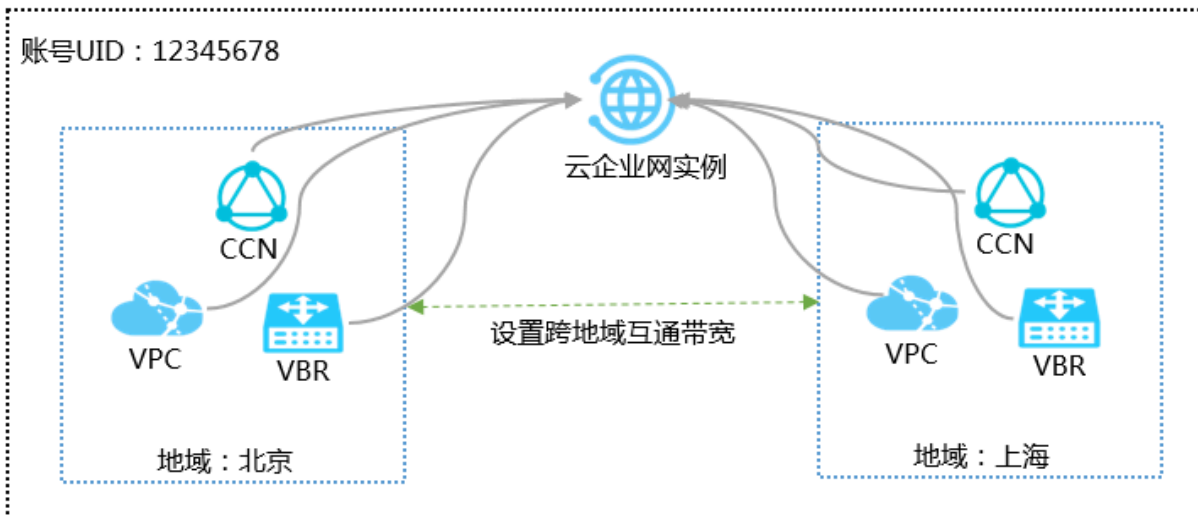 账号UID：12345678
云企业网实例
CCN
CCN
VPC
VBR
设置跨地域互通带宽
VPC
VBR
地域：北京
地域：上海